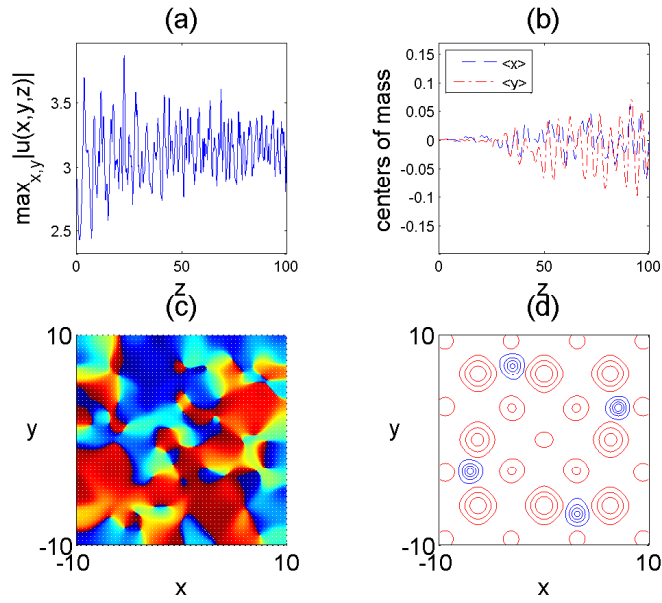 (a)
max_{x,y}|u(x,y,z)|
3.5
3
2.5
0 50 100
z
(b)
centers of mass
0.15
0.1
0.05
0
-0.05
-0.1
-0.15
<x>
<y>
0 50 100
z
(c)
10
y
-10
-10 10
x
(d)
10
y
-10
-10 10
x